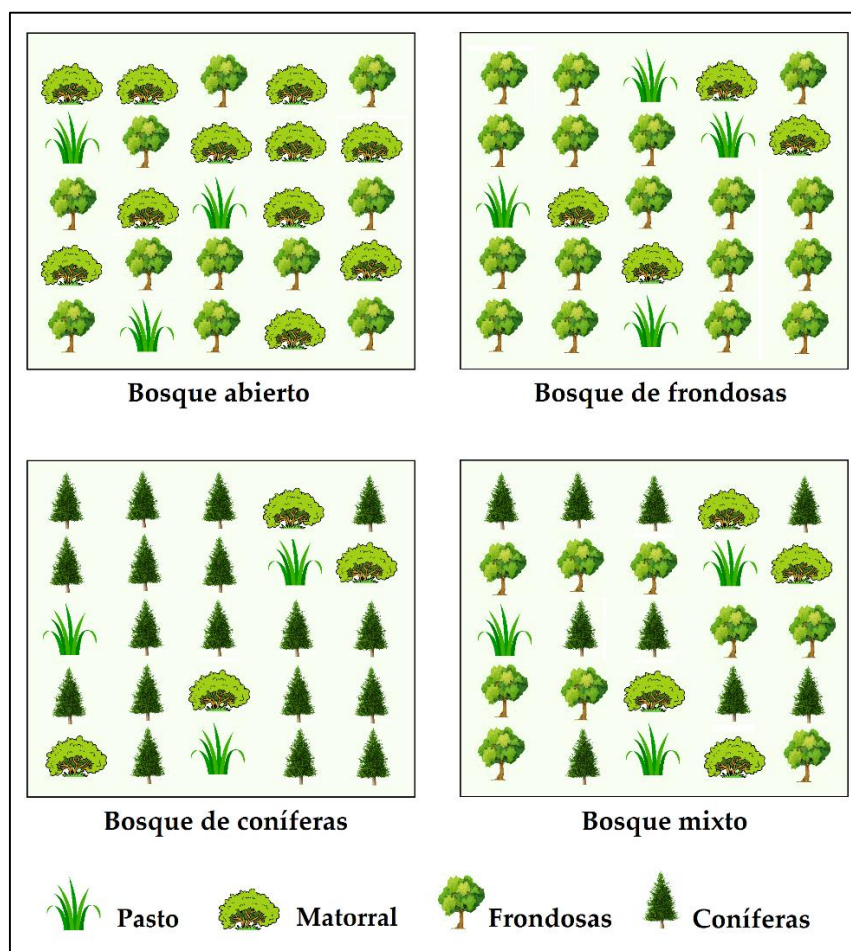 Bosque abierto
Bosque de frondosas
Bosque de coníferas
Bosque mixto
Pasto
Matorral
Frondosas
Coníferas